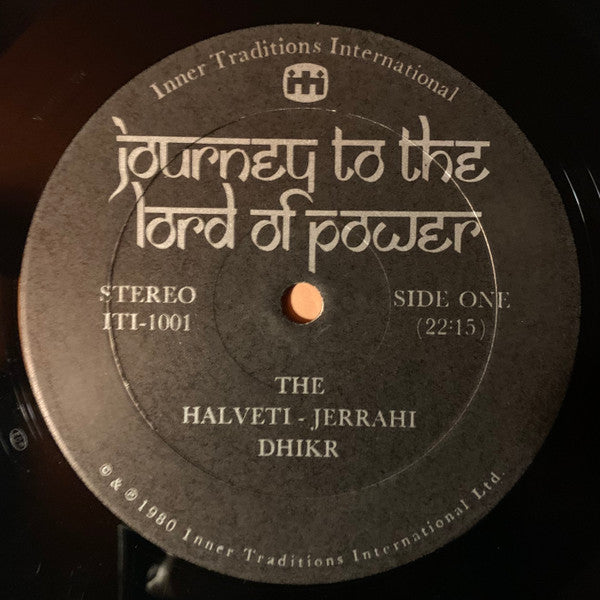 Inner Traditions International
iti
journey to the
lord of power
STEREO
ITI-1001
SIDE ONE
(22:15)
THE
HALVETI - JERRAHI
DHIKR
© & ℗ 1980 Inner Traditions International Ltd.